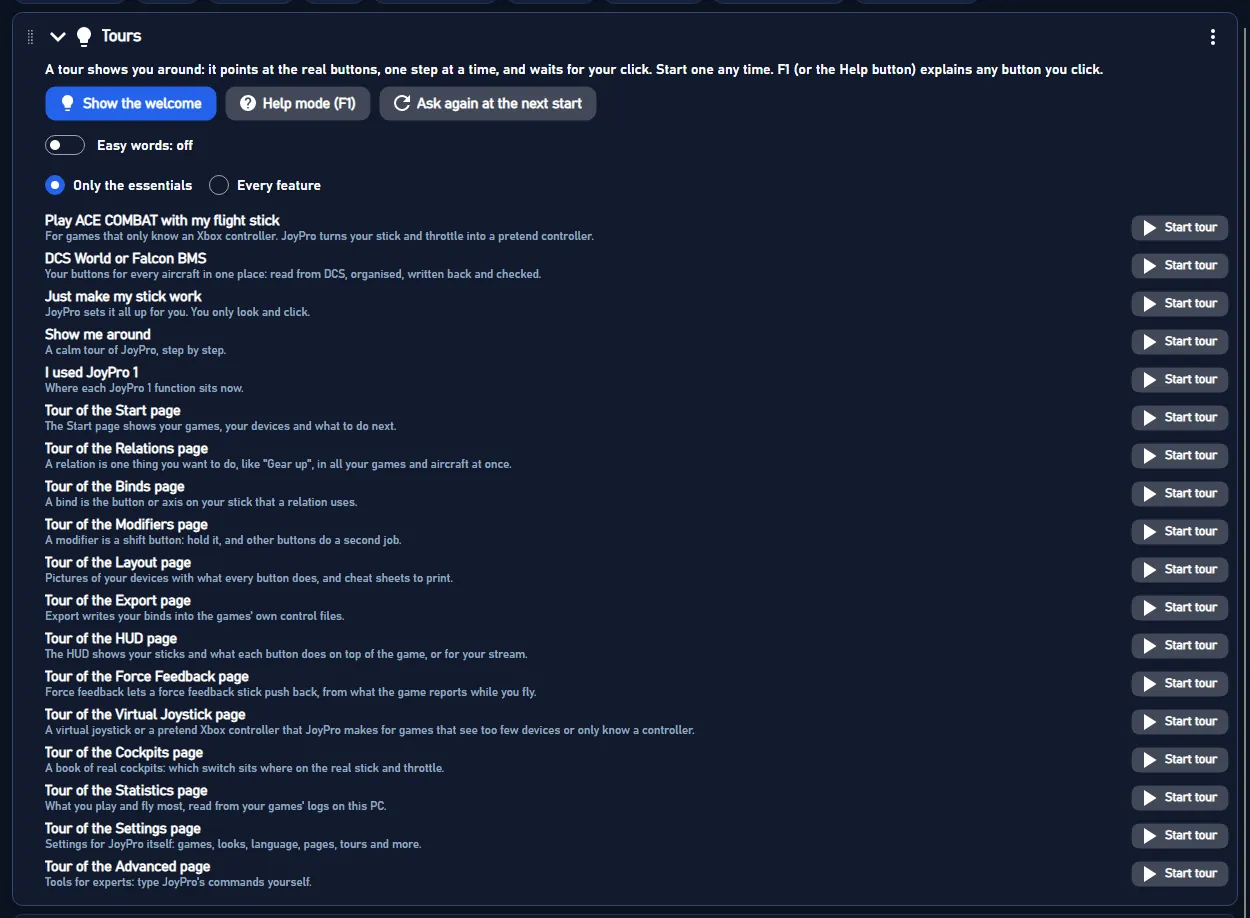 Tours
A tour shows you around: it points at the real buttons, one step at a time, and waits for your click. Start one any time. F1 (or the Help button) explains any button you click.
Show the welcome
Help mode (F1)
Ask again at the next start
Easy words: off
Only the essentials
Every feature
Play ACE COMBAT with my flight stick
For games that only know an Xbox controller. JoyPro turns your stick and throttle into a pretend controller.
Start tour
DCS World or Falcon BMS
Your buttons for every aircraft in one place: read from DCS, organised, written back and checked.
Start tour
Just make my stick work
JoyPro sets it all up for you. You only look and click.
Start tour
Show me around
A calm tour of JoyPro, step by step.
Start tour
I used JoyPro 1
Where each JoyPro 1 function sits now.
Start tour
Tour of the Start page
The Start page shows your games, your devices and what to do next.
Start tour
Tour of the Relations page
A relation is one thing you want to do, like "Gear up", in all your games and aircraft at once.
Start tour
Tour of the Binds page
A bind is the button or axis on your stick that a relation uses.
Start tour
Tour of the Modifiers page
A modifier is a shift button: hold it, and other buttons do a second job.
Start tour
Tour of the Layout page
Pictures of your devices with what every button does, and cheat sheets to print.
Start tour
Tour of the Export page
Export writes your binds into the games' own control files.
Start tour
Tour of the HUD page
The HUD shows your sticks and what each button does on top of the game, or for your stream.
Start tour
Tour of the Force Feedback page
Force feedback lets a force feedback stick push back, from what the game reports while you fly.
Start tour
Tour of the Virtual Joystick page
A virtual joystick or a pretend Xbox controller that JoyPro makes for games that see too few devices or only know a controller.
Start tour
Tour of the Cockpits page
A book of real cockpits: which switch sits where on the real stick and throttle.
Start tour
Tour of the Statistics page
What you play and fly most, read from your games' logs on this PC.
Start tour
Tour of the Settings page
Settings for JoyPro itself: games, looks, language, pages, tours and more.
Start tour
Tour of the Advanced page
Tools for experts: type JoyPro's commands yourself.
Start tour